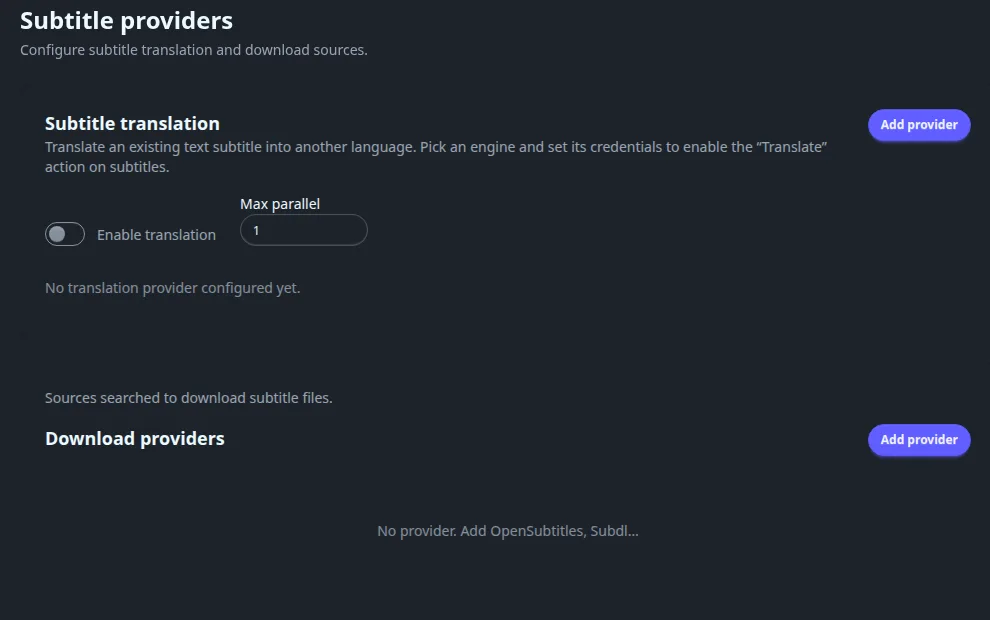 Subtitle providers
Configure subtitle translation and download sources.
Subtitle translation
Add provider
Translate an existing text subtitle into another language. Pick an engine and set its credentials to enable the “Translate”
action on subtitles.
Max parallel
Enable translation
1
No translation provider configured yet.
Sources searched to download subtitle files.
Download providers
Add provider
No provider. Add OpenSubtitles, Subdl...